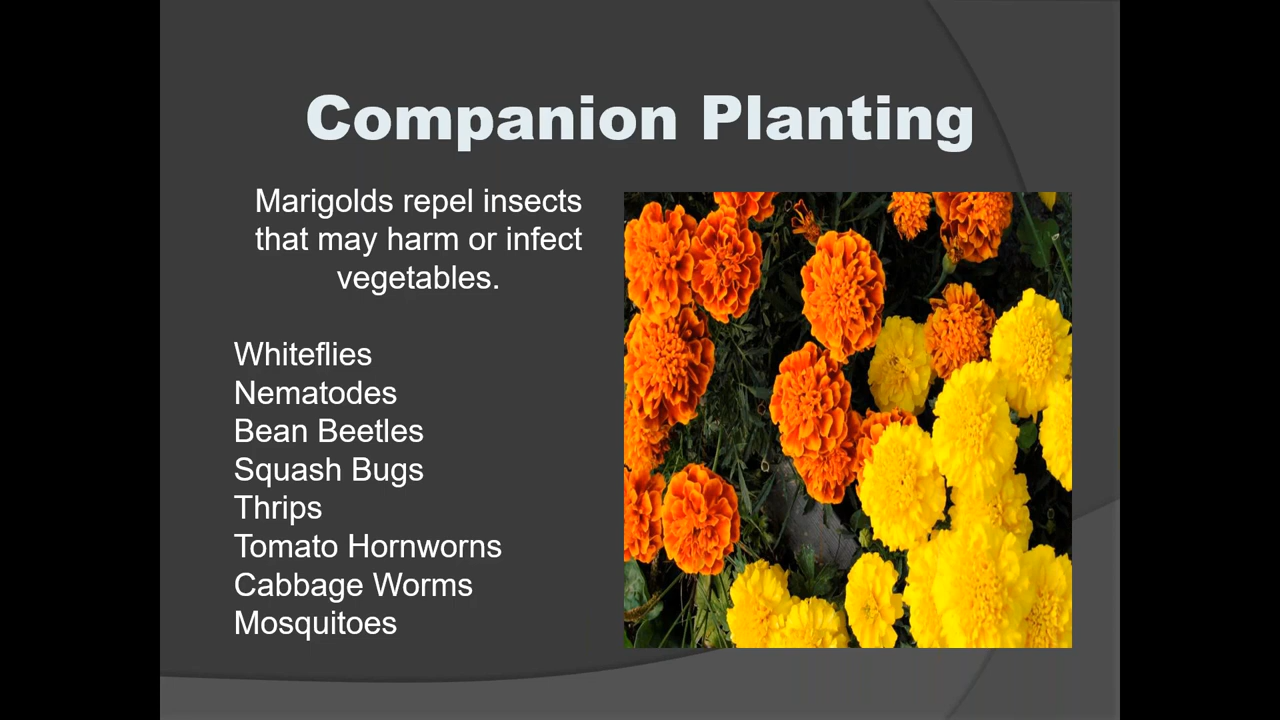 Companion Planting
Marigolds repel insects
that may harm or infect
vegetables.
Whiteflies
Nematodes
Bean Beetles
Squash Bugs
Thrips
Tomato Hornworns
Cabbage Worms
Mosquitoes